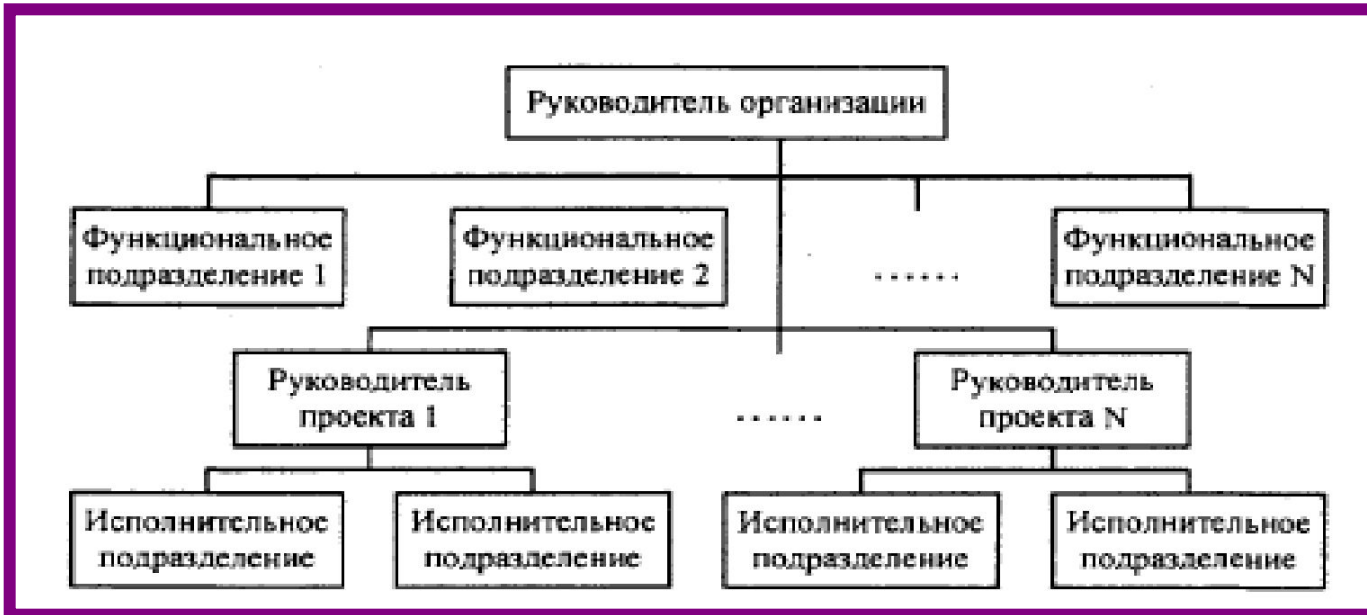 Руководитель организации
Функциональное
подразделение 1
Функциональное
подразделение 2
......
Функциональное
подразделение N
Руководитель
проекта 1
......
Руководитель
проекта N
Исполнительное
подразделение
Исполнительное
подразделение
Исполнительное
подразделение
Исполнительное
подразделение